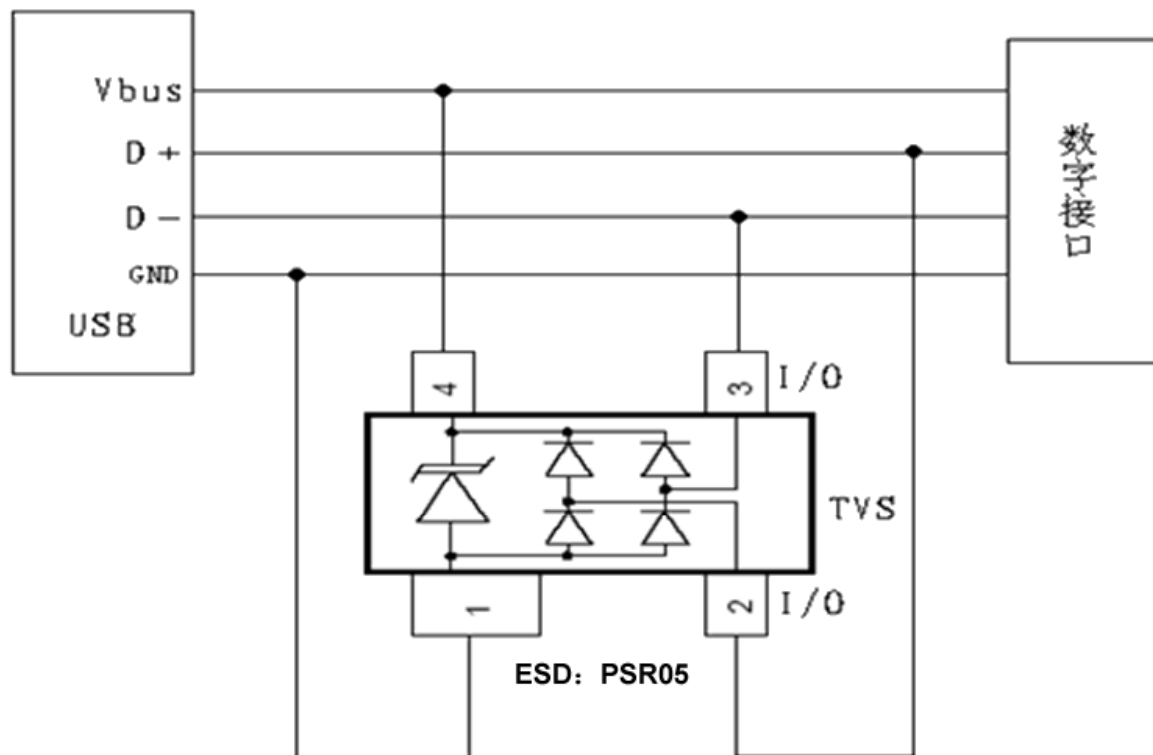 Vbus
D+
D-
GND
USB
数字接口
4
3
I/O
TVS
1
2
I/O
ESD：PSR05